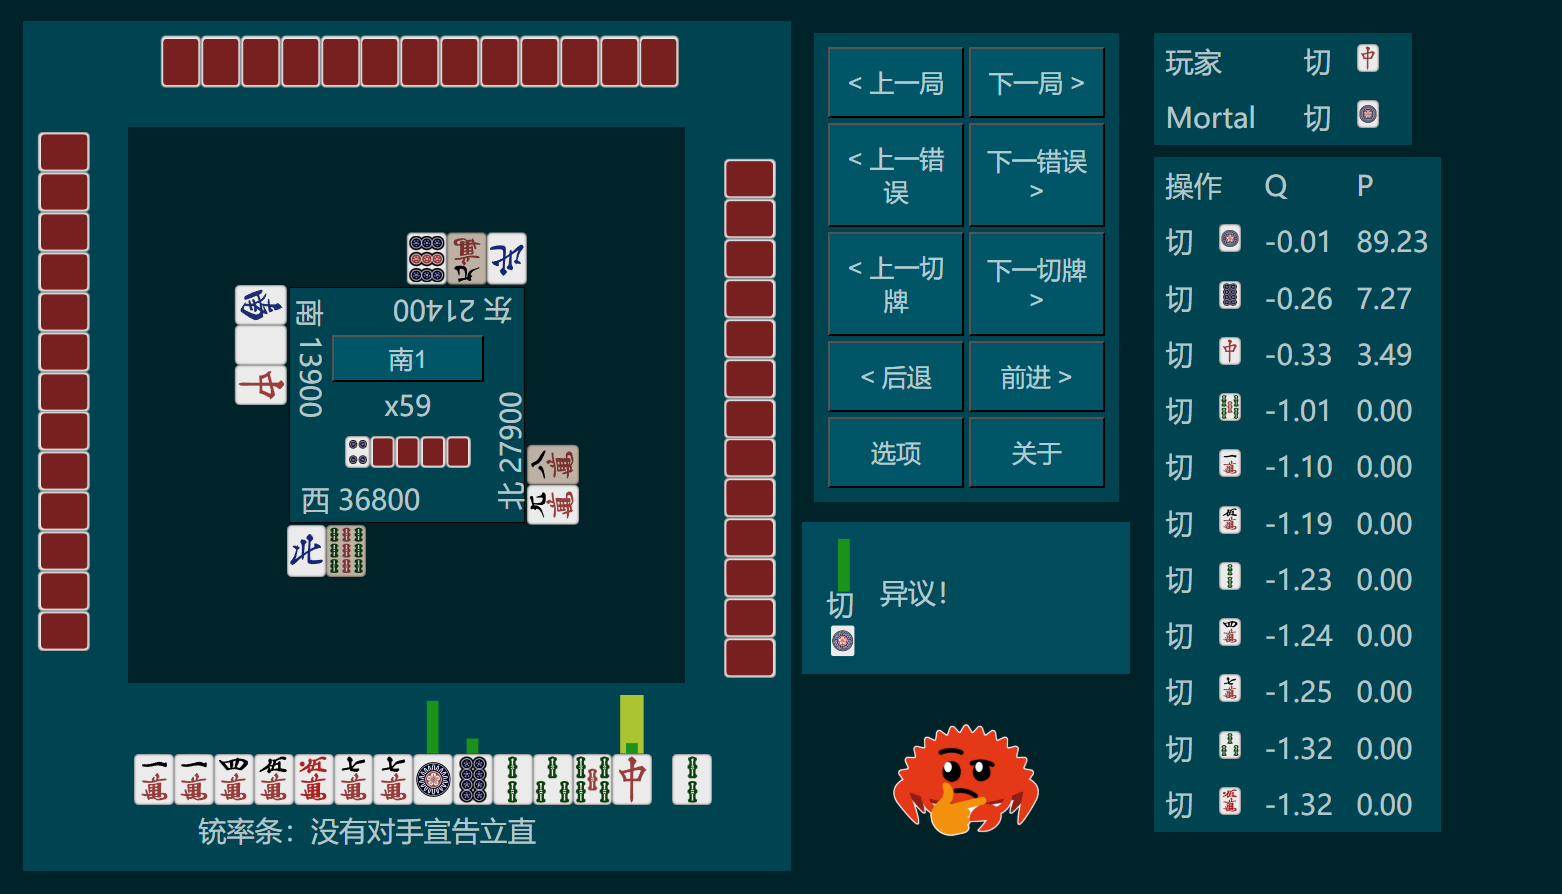 东 21400
南 13900
南1
x59
北 27900
西 36800
铳率条：没有对手宣告立直
< 上一局
下一局 >
< 上一错
误
下一错误
>
< 上一切
牌
下一切牌
>
< 后退
前进 >
选项
关于
切
异议！
玩家 切
Mortal 切
操作 Q P
切 -0.01 89.23
切 -0.26 7.27
切 -0.33 3.49
切 -1.01 0.00
切 -1.10 0.00
切 -1.19 0.00
切 -1.23 0.00
切 -1.24 0.00
切 -1.25 0.00
切 -1.32 0.00
切 -1.32 0.00